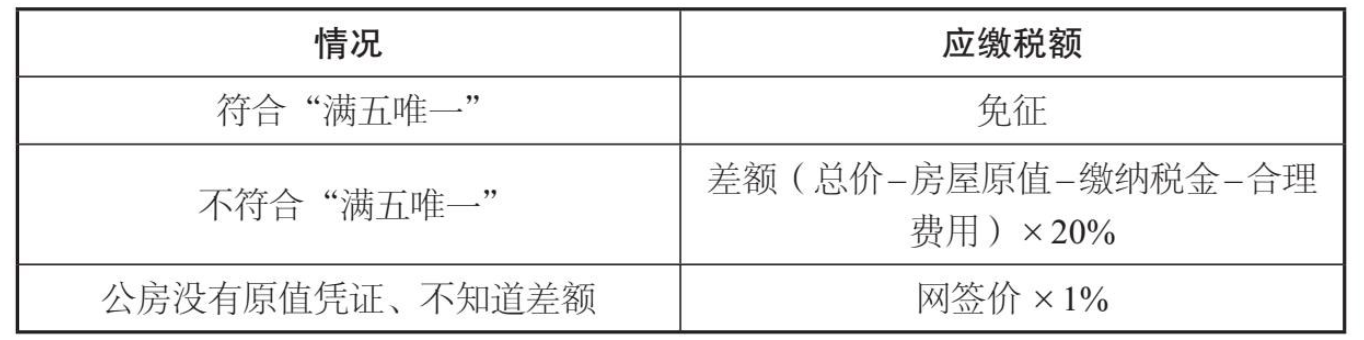 情况 应缴税额
符合“满五唯一” 免征
不符合“满五唯一” 差额（总价–房屋原值–缴纳税金–合理
费用）× 20%
公房没有原值凭证、不知道差额 网签价 × 1%